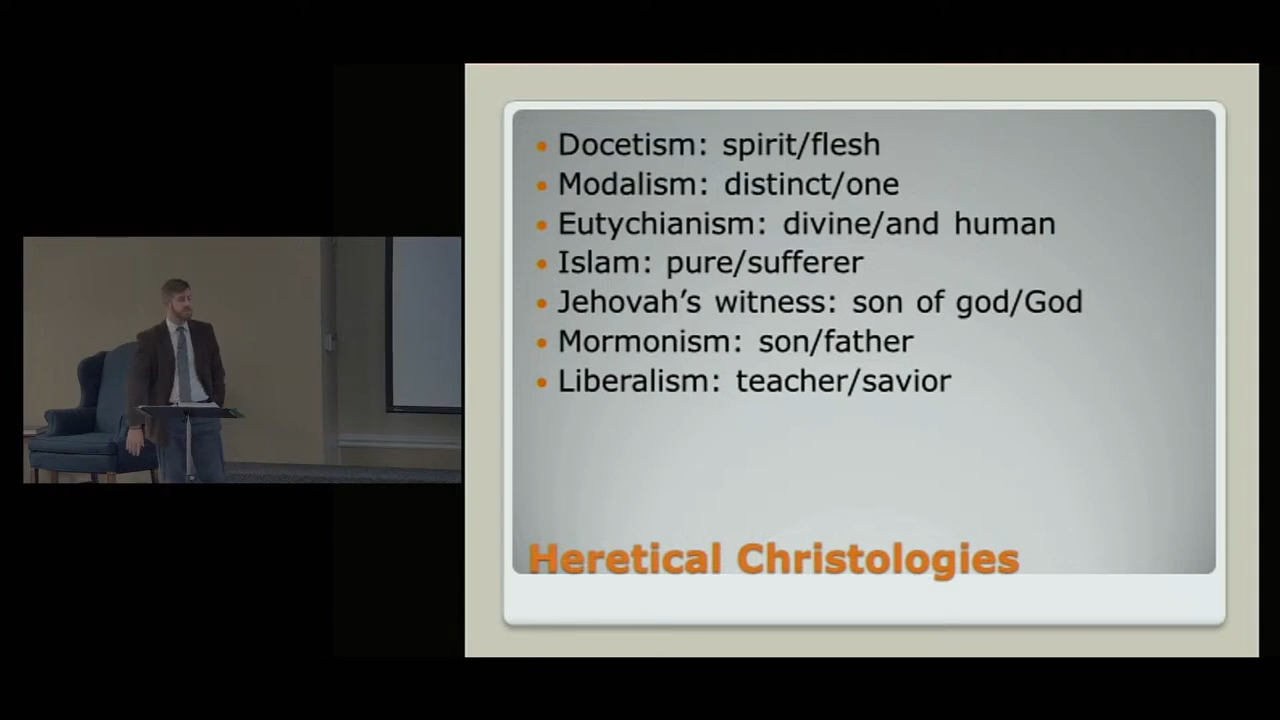 Docetism: spirit/flesh
Modalism: distinct/one
Eutychianism: divine/and human
Islam: pure/sufferer
Jehovah’s witness: son of god/God
Mormonism: son/father
Liberalism: teacher/savior
Heretical Christologies